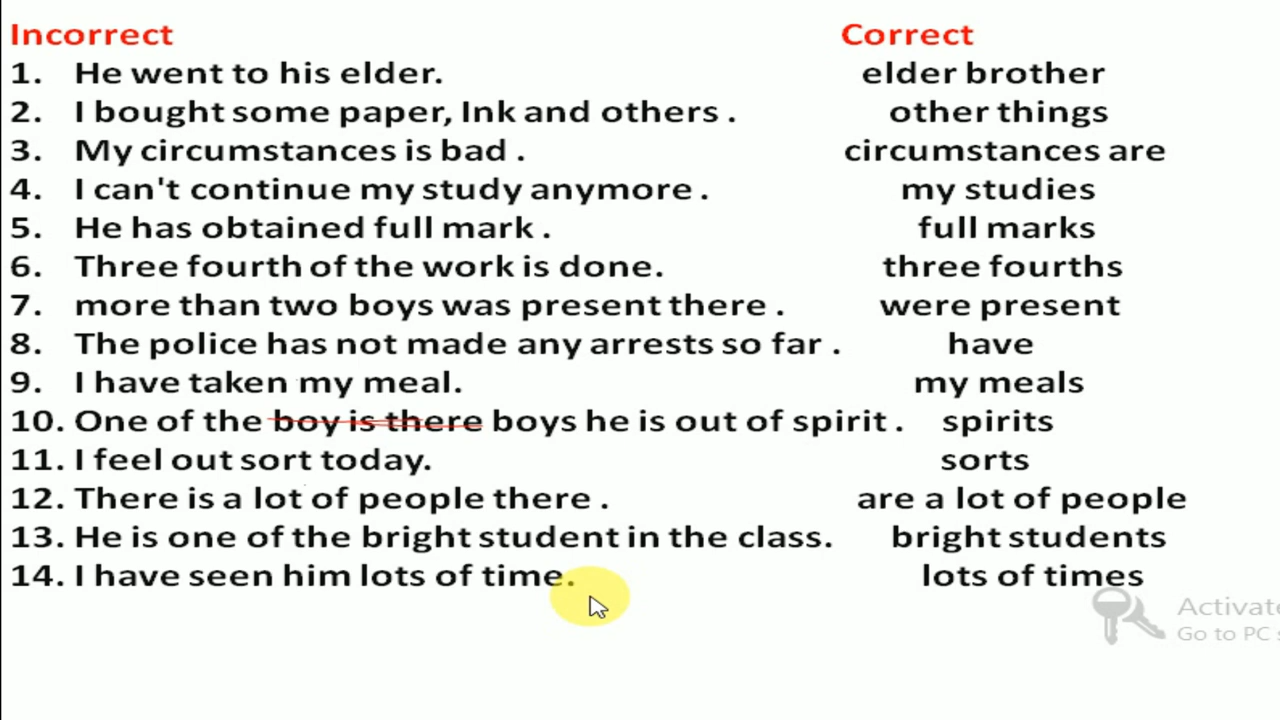 Incorrect Correct
1. He went to his elder. elder brother
2. I bought some paper, Ink and others . other things
3. My circumstances is bad . circumstances are
4. I can't continue my study anymore . my studies
5. He has obtained full mark . full marks
6. Three fourth of the work is done. three fourths
7. more than two boys was present there . were present
8. The police has not made any arrests so far . have
9. I have taken my meal. my meals
10. One of the boy is there boys he is out of spirit . spirits
11. I feel out sort today. sorts
12. There is a lot of people there . are a lot of people
13. He is one of the bright student in the class. bright students
14. I have seen him lots of time. lots of times
Activate
Go to PC